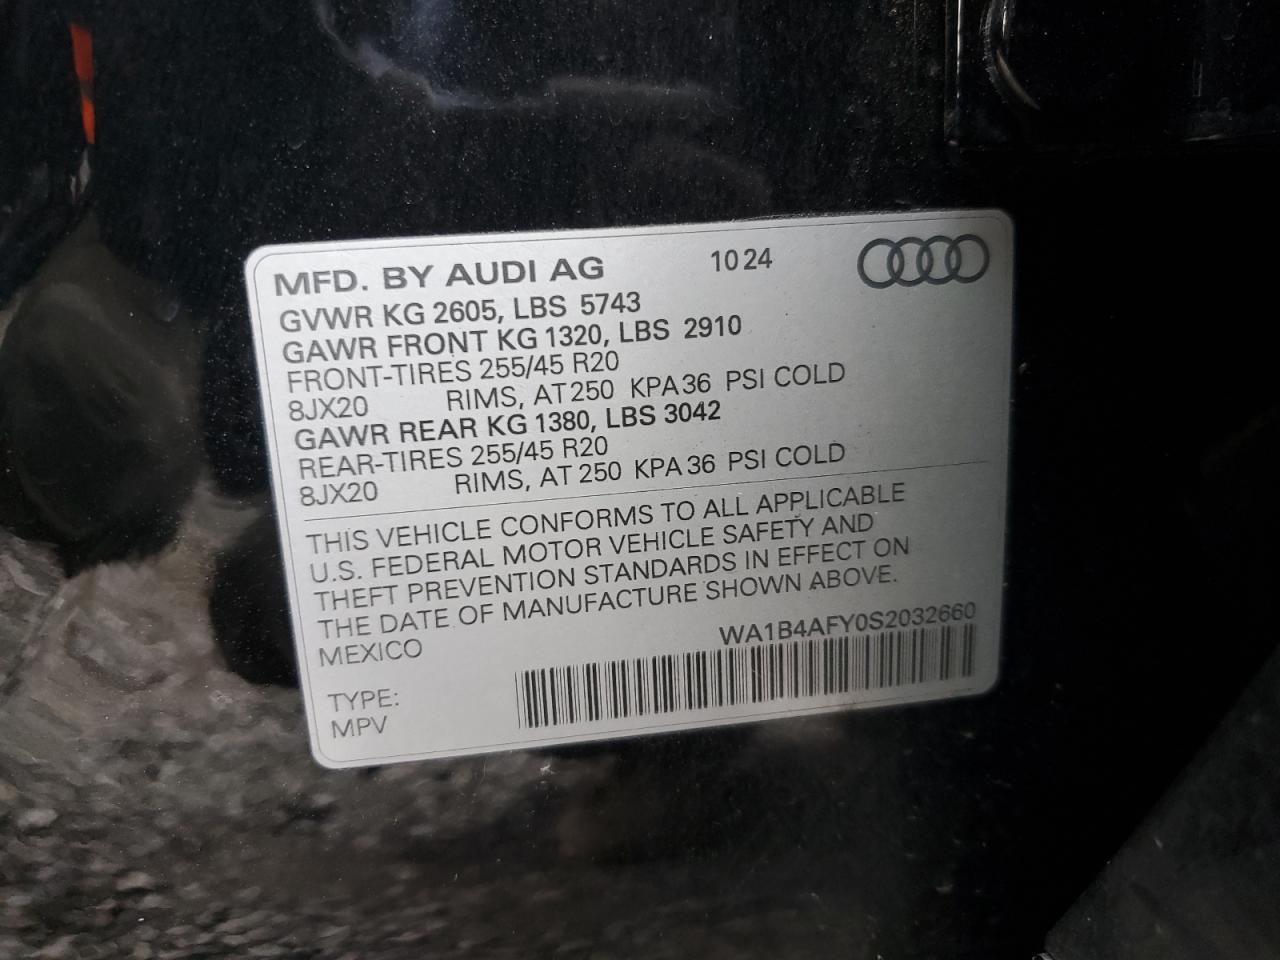 MFD. BY AUDI AG 10 24
GVWR KG 2605, LBS 5743
GAWR FRONT KG 1320, LBS 2910
FRONT-TIRES 255/45 R20
8JX20 RIMS, AT 250 KPA 36 PSI COLD
GAWR REAR KG 1380, LBS 3042
REAR-TIRES 255/45 R20
8JX20 RIMS, AT 250 KPA 36 PSI COLD
THIS VEHICLE CONFORMS TO ALL APPLICABLE
U.S. FEDERAL MOTOR VEHICLE SAFETY AND
THEFT PREVENTION STANDARDS IN EFFECT ON
THE DATE OF MANUFACTURE SHOWN ABOVE.
MEXICO WA1B4AFY0S2032660
TYPE:
MPV